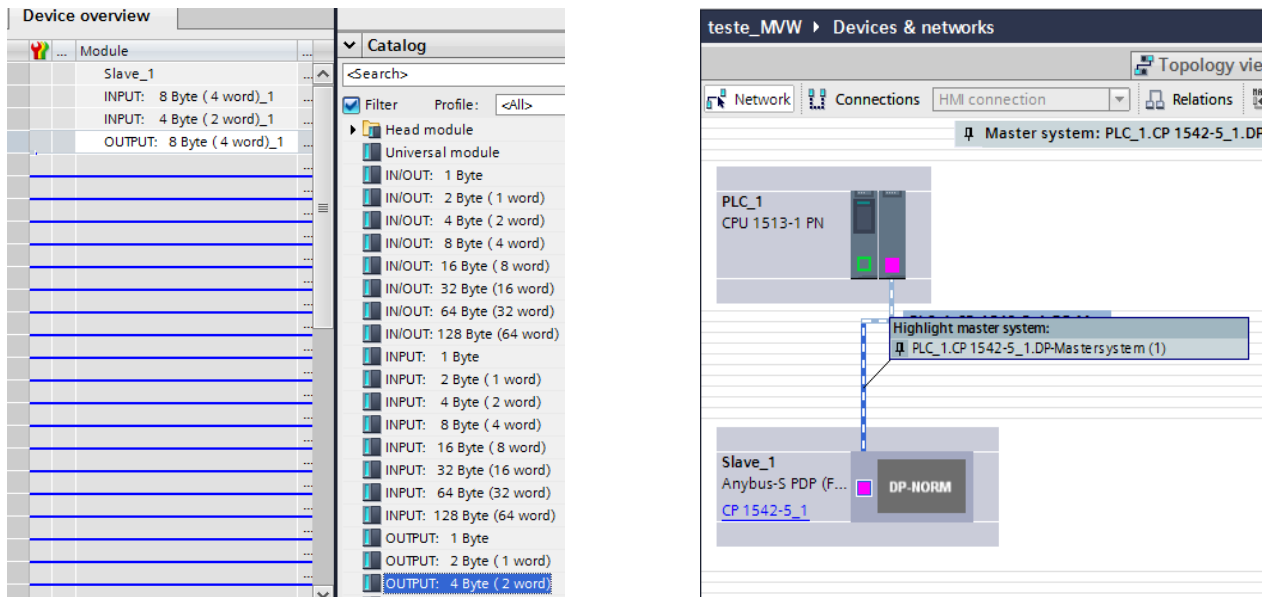 Device overview
... Module ...
Slave_1 ...
INPUT: 8 Byte ( 4 word)_1 ...
INPUT: 4 Byte ( 2 word)_1 ...
OUTPUT: 8 Byte ( 4 word)_1 ...
Catalog
<Search>
Filter Profile: <All>
Head module
Universal module
IN/OUT: 1 Byte
IN/OUT: 2 Byte ( 1 word)
IN/OUT: 4 Byte ( 2 word)
IN/OUT: 8 Byte ( 4 word)
IN/OUT: 16 Byte ( 8 word)
IN/OUT: 32 Byte (16 word)
IN/OUT: 64 Byte (32 word)
IN/OUT: 128 Byte (64 word)
INPUT: 1 Byte
INPUT: 2 Byte ( 1 word)
INPUT: 4 Byte ( 2 word)
INPUT: 8 Byte ( 4 word)
INPUT: 16 Byte ( 8 word)
INPUT: 32 Byte (16 word)
INPUT: 64 Byte (32 word)
INPUT: 128 Byte (64 word)
OUTPUT: 1 Byte
OUTPUT: 2 Byte ( 1 word)
OUTPUT: 4 Byte ( 2 word)
teste_MVW Devices & networks
Topology vie
Network Connections HMI connection Relations
Master system: PLC_1.CP 1542-5_1.DP
PLC_1
CPU 1513-1 PN
Highlight master system:
PLC_1.CP 1542-5_1.DP-Mastersystem (1)
Slave_1
Anybus-S PDP (F...
DP-NORM
CP 1542-5_1